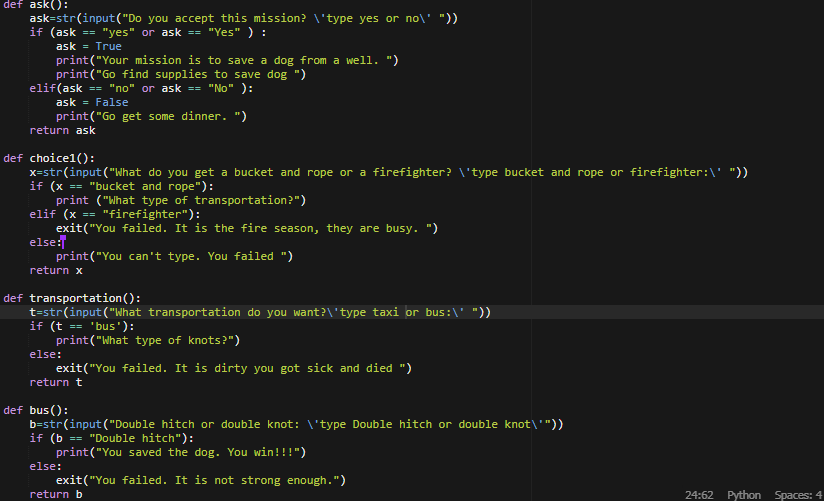 def ask():
    ask=str(input("Do you accept this mission? \'type yes or no\' "))
    if (ask == "yes" or ask == "Yes" ) :
        ask = True
        print("Your mission is to save a dog from a well. ")
        print("Go find supplies to save dog ")
    elif(ask == "no" or ask == "No" ):
        ask = False
        print("Go get some dinner. ")
    return ask

def choice1():
    x=str(input("What do you get a bucket and rope or a firefighter? \'type bucket and rope or firefighter:\' "))
    if (x == "bucket and rope"):
        print ("What type of transportation?")
    elif (x == "firefighter"):
        exit("You failed. It is the fire season, they are busy. ")
    else:
        print("You can't type. You failed ")
    return x

def transportation():
    t=str(input("What transportation do you want?\'type taxi or bus:\' "))
    if (t == 'bus'):
        print("What type of knots?")
    else:
        exit("You failed. It is dirty you got sick and died ")
    return t

def bus():
    b=str(input("Double hitch or double knot: \'type Double hitch or double knot\'"))
    if (b == "Double hitch"):
        print("You saved the dog. You win!!!")
    else:
        exit("You failed. It is not strong enough.")
    return b
24:62 Python Spaces: 4